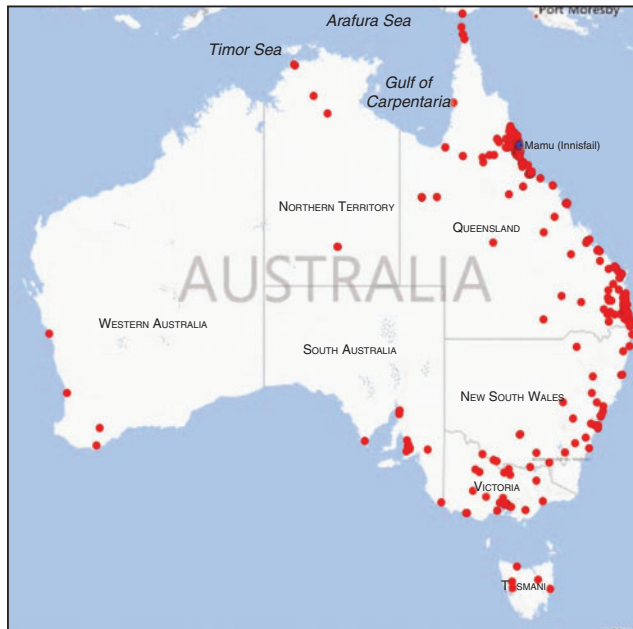 Port Moresby
Arafura Sea
Timor Sea
Gulf of
Carpentaria
Mamu (Innisfail)
NORTHERN TERRITORY
QUEENSLAND
AUSTRALIA
WESTERN AUSTRALIA
SOUTH AUSTRALIA
NEW SOUTH WALES
VICTORIA
TASMANI